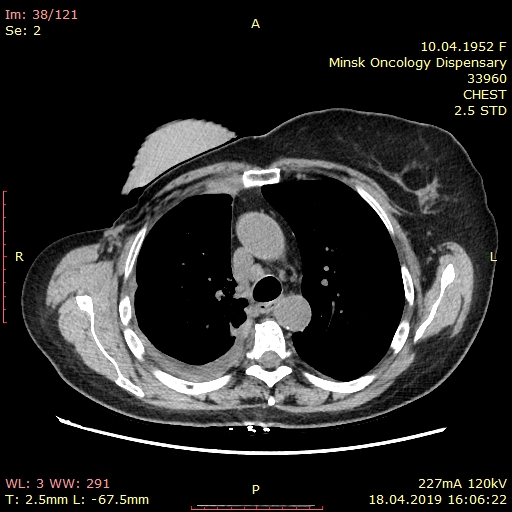 Im: 38/121
Se: 2
A
10.04.1952 F
Minsk Oncology Dispensary
33960
CHEST
2.5 STD
R
L
WL: 3 WW: 291
T: 2.5mm L: -67.5mm
P
227mA 120kV
18.04.2019 16:06:22